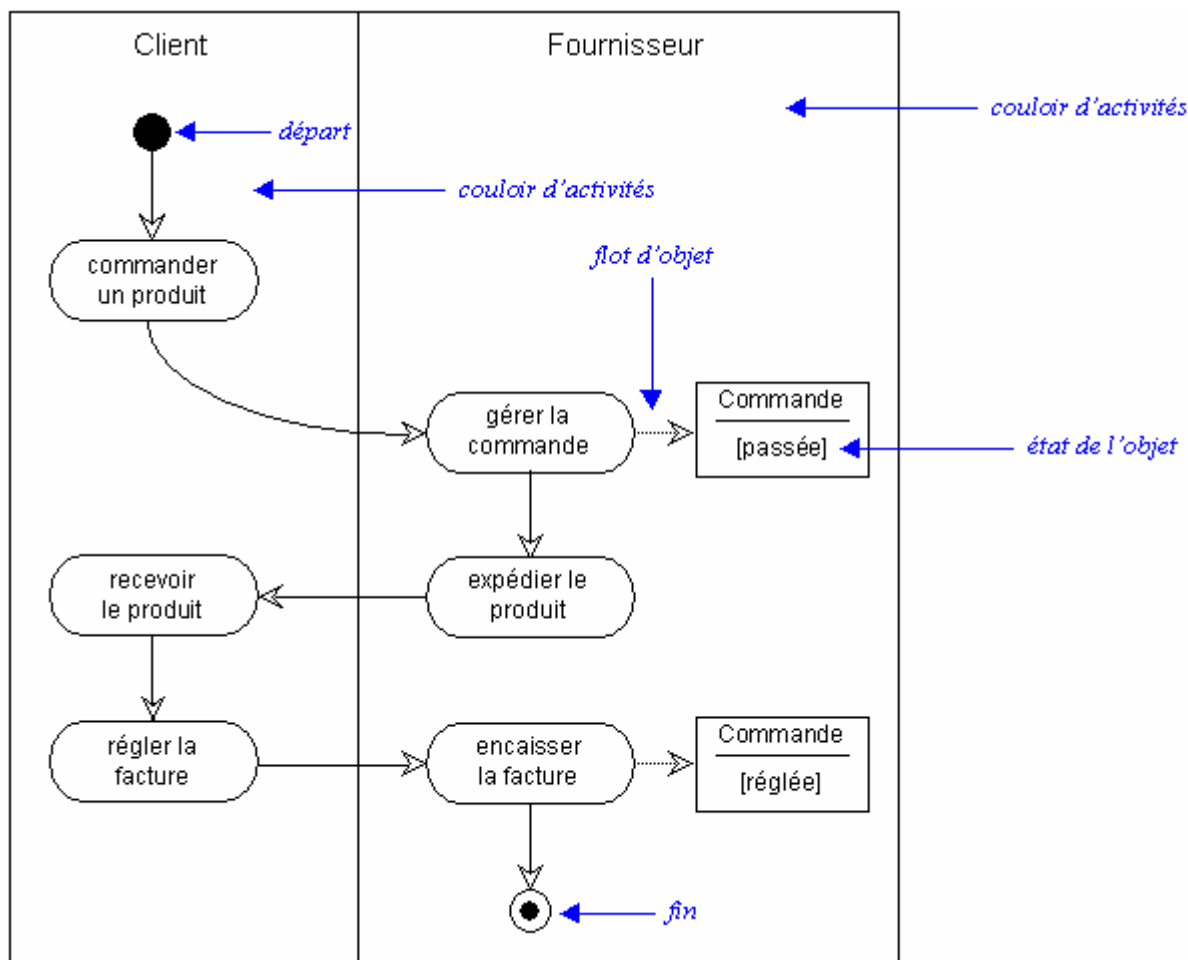 Client
Fournisseur
couloir d'activités
départ
couloir d'activités
commander
un produit
flot d'objet
gérer la
commande
Commande
[passée]
état de l'objet
recevoir
le produit
expédier le
produit
régler la
facture
encaisser
la facture
Commande
[réglée]
fin